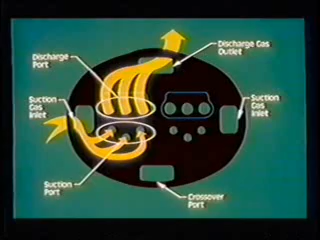 Discharge
Port
Discharge Gas
Outlet
Suction
Gas
Inlet
Suction
Gas
Inlet
Suction
Port
Crossover
Port